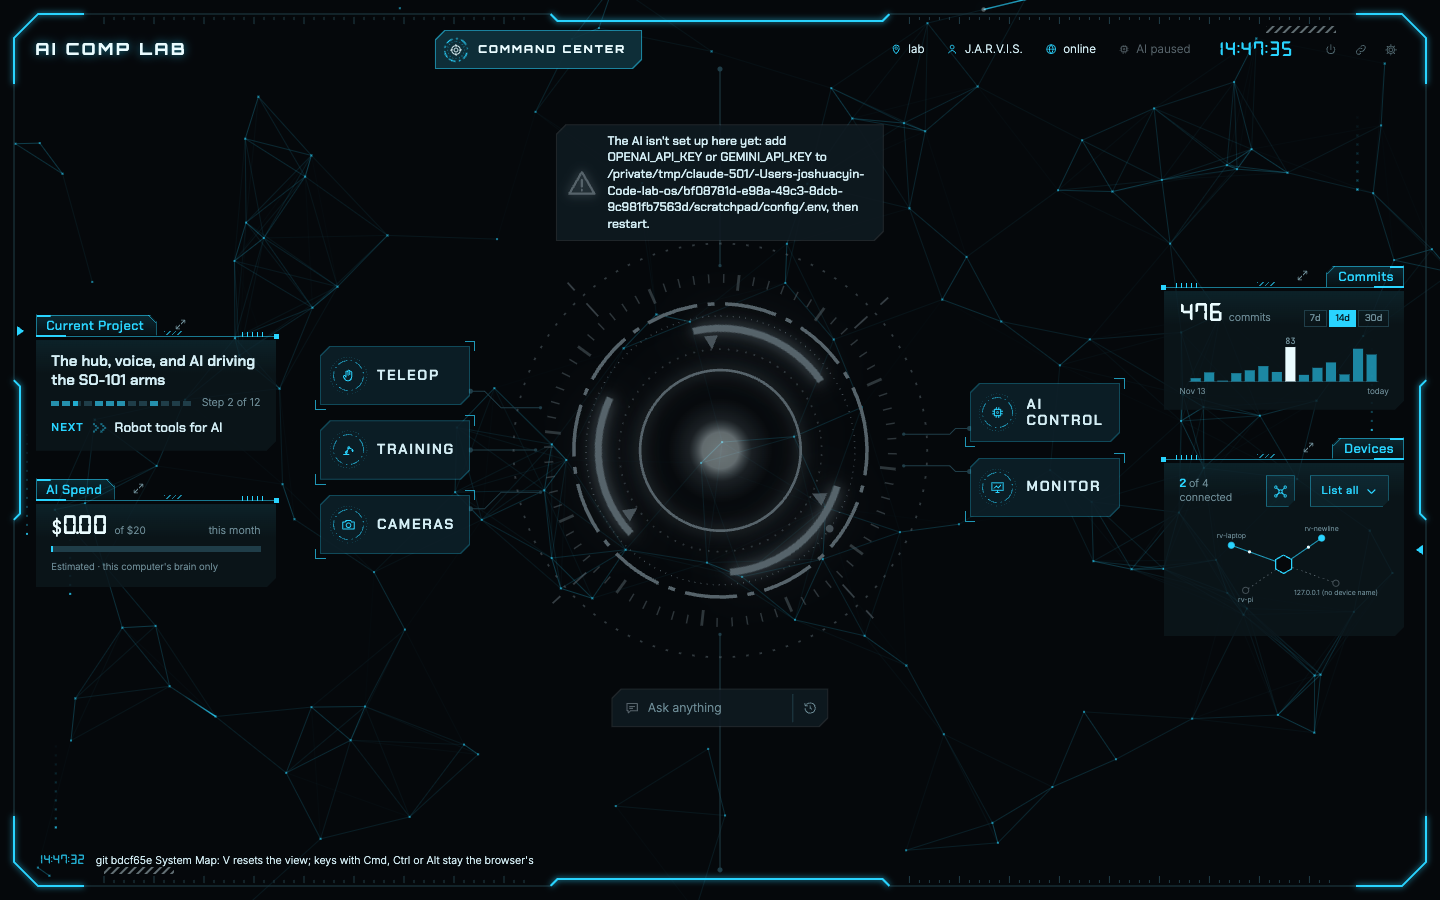 AI COMP LAB
COMMAND CENTER
lab
J.A.R.V.I.S.
online
AI paused
14:47:35
The AI isn't set up here yet: add
OPENAI_API_KEY or GEMINI_API_KEY to
/private/tmp/claude-501/-Users-joshuacyin-
Code-lab-os/bf08781d-e98a-49c3-8dcb-
9c981fb7563d/scratchpad/config/.env, then
restart.
Current Project
The hub, voice, and AI driving
the SO-101 arms
Step 2 of 12
NEXT Robot tools for AI
AI Spend
$0.00 of $20 this month
Estimated · this computer's brain only
TELEOP
TRAINING
CAMERAS
AI
CONTROL
MONITOR
Commits
476 commits
7d 14d 30d
83
Nov 13 today
Devices
2 of 4
connected
List all
rv-newline
rv-laptop
rv-pi
127.0.0.1 (no device name)
Ask anything
14:47:32 git bdcf65e System Map: V resets the view; keys with Cmd, Ctrl or Alt stay the browser's